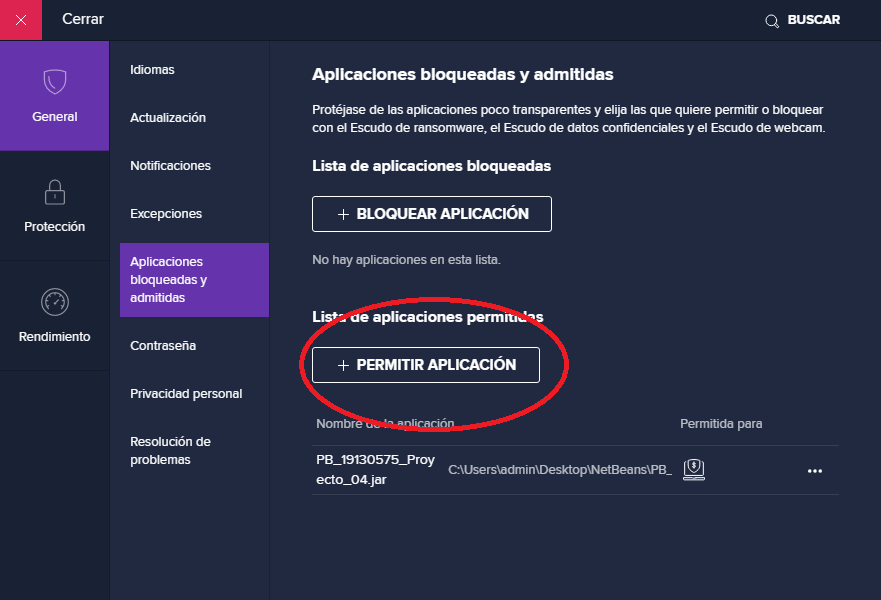 Cerrar
BUSCAR
General
Protección
Rendimiento
Idiomas
Actualización
Notificaciones
Excepciones
Aplicaciones
bloqueadas y
admitidas
Contraseña
Privacidad personal
Resolución de
problemas
Aplicaciones bloqueadas y admitidas
Protéjase de las aplicaciones poco transparentes y elija las que quiere permitir o bloquear
con el Escudo de ransomware, el Escudo de datos confidenciales y el Escudo de webcam.
Lista de aplicaciones bloqueadas
+ BLOQUEAR APLICACIÓN
No hay aplicaciones en esta lista.
Lista de aplicaciones permitidas
+ PERMITIR APLICACIÓN
Nombre de la aplicación
Permitida para
PB_19130575_Proy
ecto_04.jar
C:\Users\admin\Desktop\NetBeans\PB_